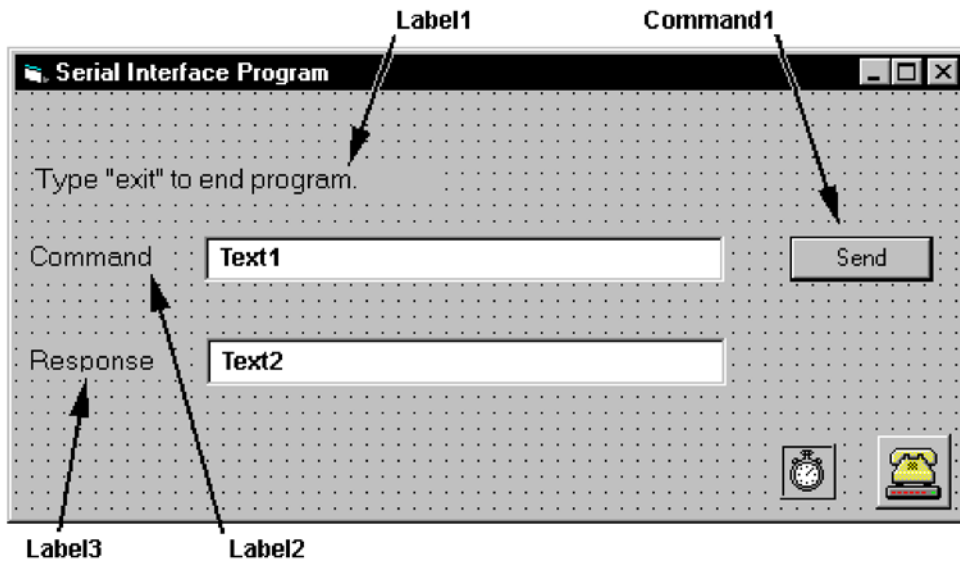 Label1 Command1
Serial Interface Program
Type "exit" to end program.
Command Text1 Send
Response Text2
Label3 Label2